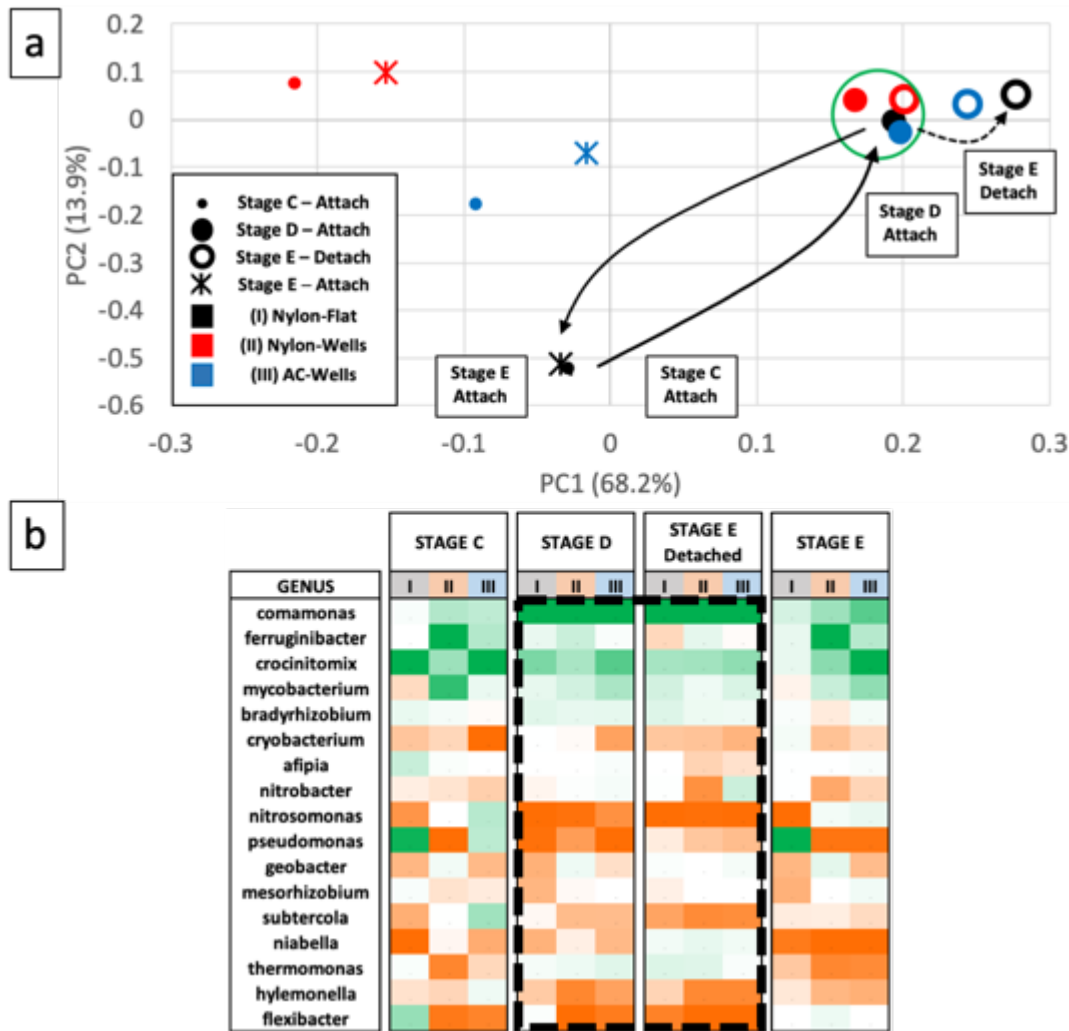 a
0.2
0.1
0
-0.1
-0.2
-0.3
-0.4
-0.5
-0.6
PC2 (13.9%)
-0.3
-0.2
-0.1
0
0.1
0.2
0.3
PC1 (68.2%)
Stage C – Attach
Stage D – Attach
Stage E – Detach
Stage E – Attach
(I) Nylon-Flat
(II) Nylon-Wells
(III) AC-Wells
Stage E
Detach
Stage D
Attach
Stage E
Attach
Stage C
Attach
b
STAGE C STAGE D STAGE E Detached STAGE E
GENUS I II III I II III I II III I II III
comamonas
ferruginibacter
crocinitomix
mycobacterium
bradyrhizobium
cryobacterium
afipia
nitrobacter
nitrosomonas
pseudomonas
geobacter
mesorhizobium
subtercola
niabella
thermomonas
hylemonella
flexibacter